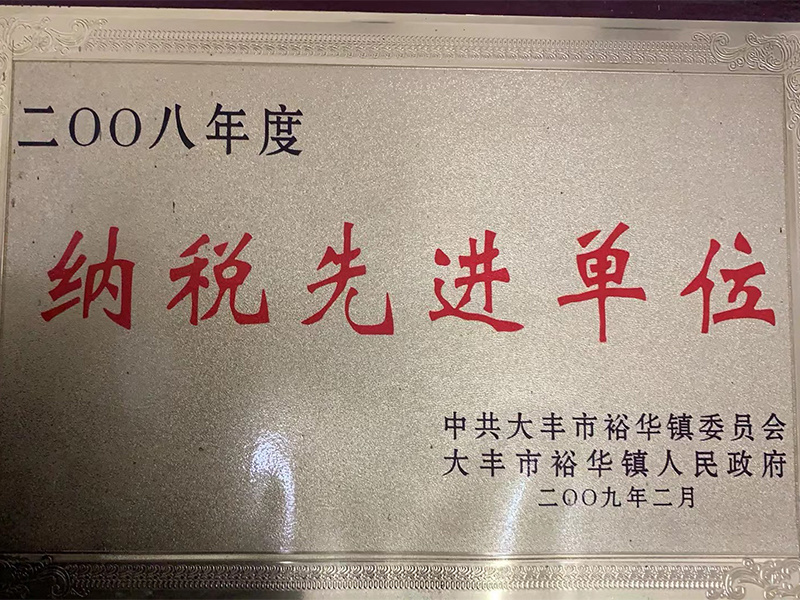 二OO八年度
纳税先进单位
中共大丰市裕华镇委员会
大丰市裕华镇人民政府
二OO九年二月